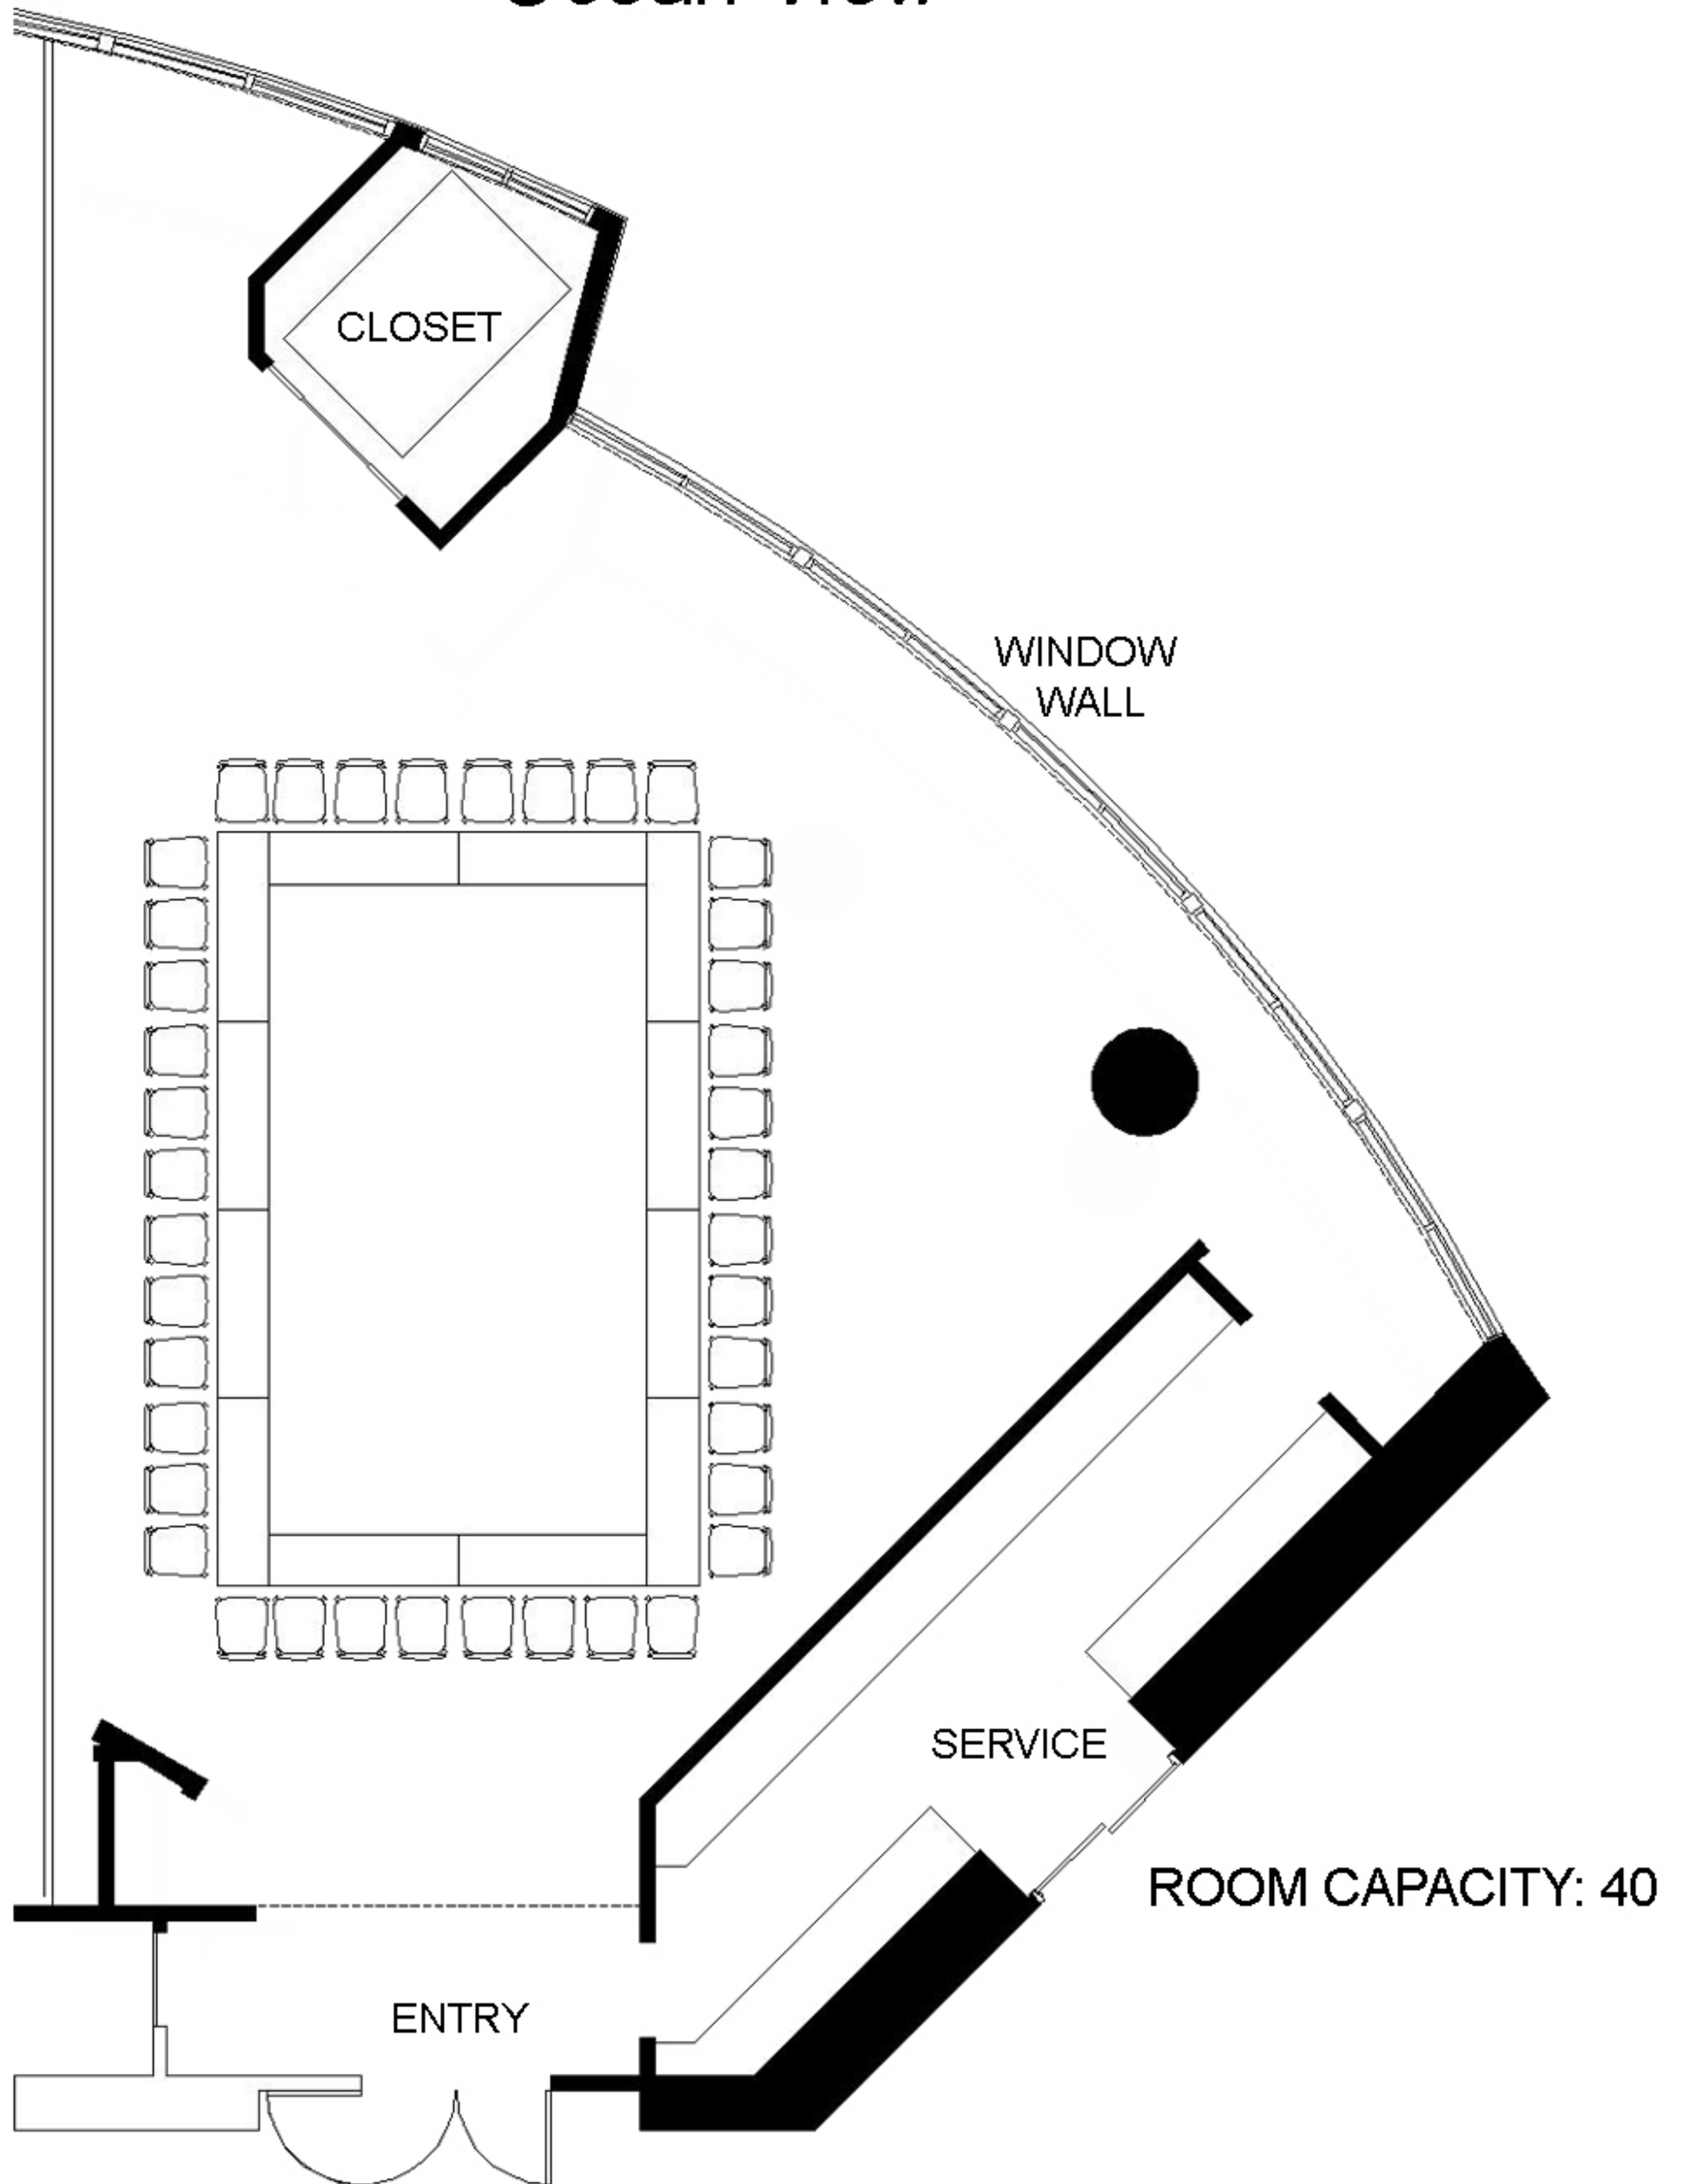 CLOSET
WINDOW
WALL
SERVICE
ROOM CAPACITY: 40
ENTRY